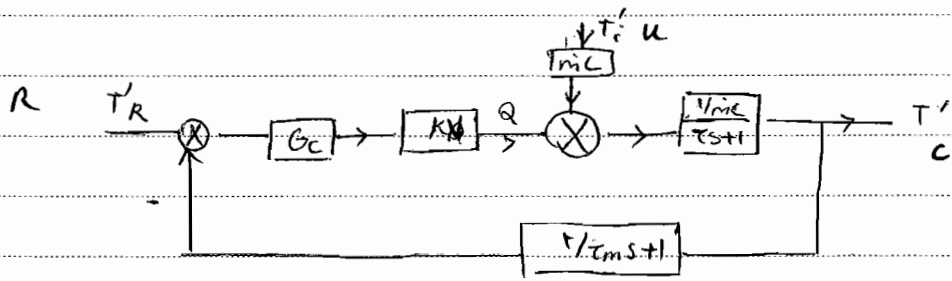 T'i u
ṁc
R T'R Gc Q 1/ṁc T'
τs+1
c
-
1/τms+1